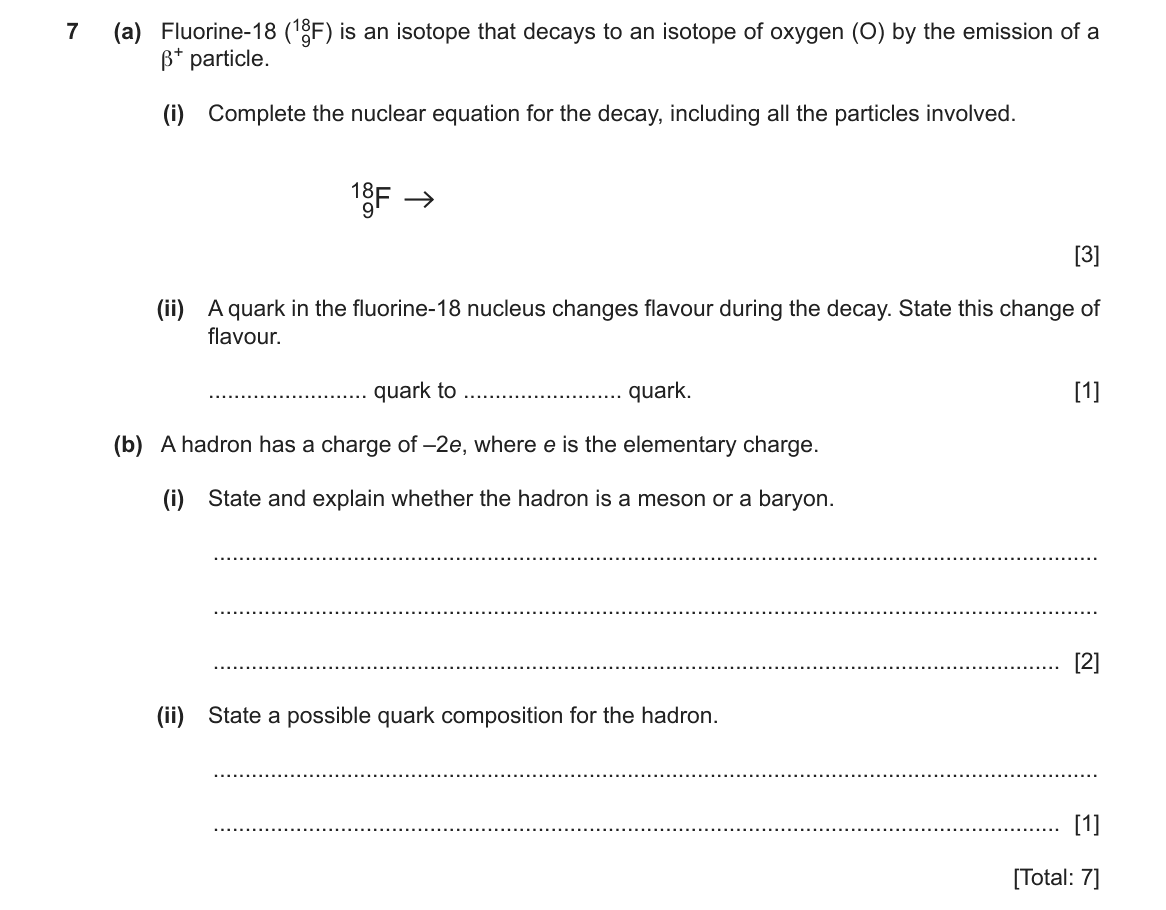 7 (a) Fluorine-18 (¹⁸₉F) is an isotope that decays to an isotope of oxygen (O) by the emission of a
β⁺ particle.
(i) Complete the nuclear equation for the decay, including all the particles involved.
¹⁸₉F →
[3]
(ii) A quark in the fluorine-18 nucleus changes flavour during the decay. State this change of
flavour.
......................... quark to ......................... quark. [1]
(b) A hadron has a charge of –2e, where e is the elementary charge.
(i) State and explain whether the hadron is a meson or a baryon.
..........................................................................................................................................
..........................................................................................................................................
.................................................................................................................................... [2]
(ii) State a possible quark composition for the hadron.
..........................................................................................................................................
.................................................................................................................................... [1]
[Total: 7]